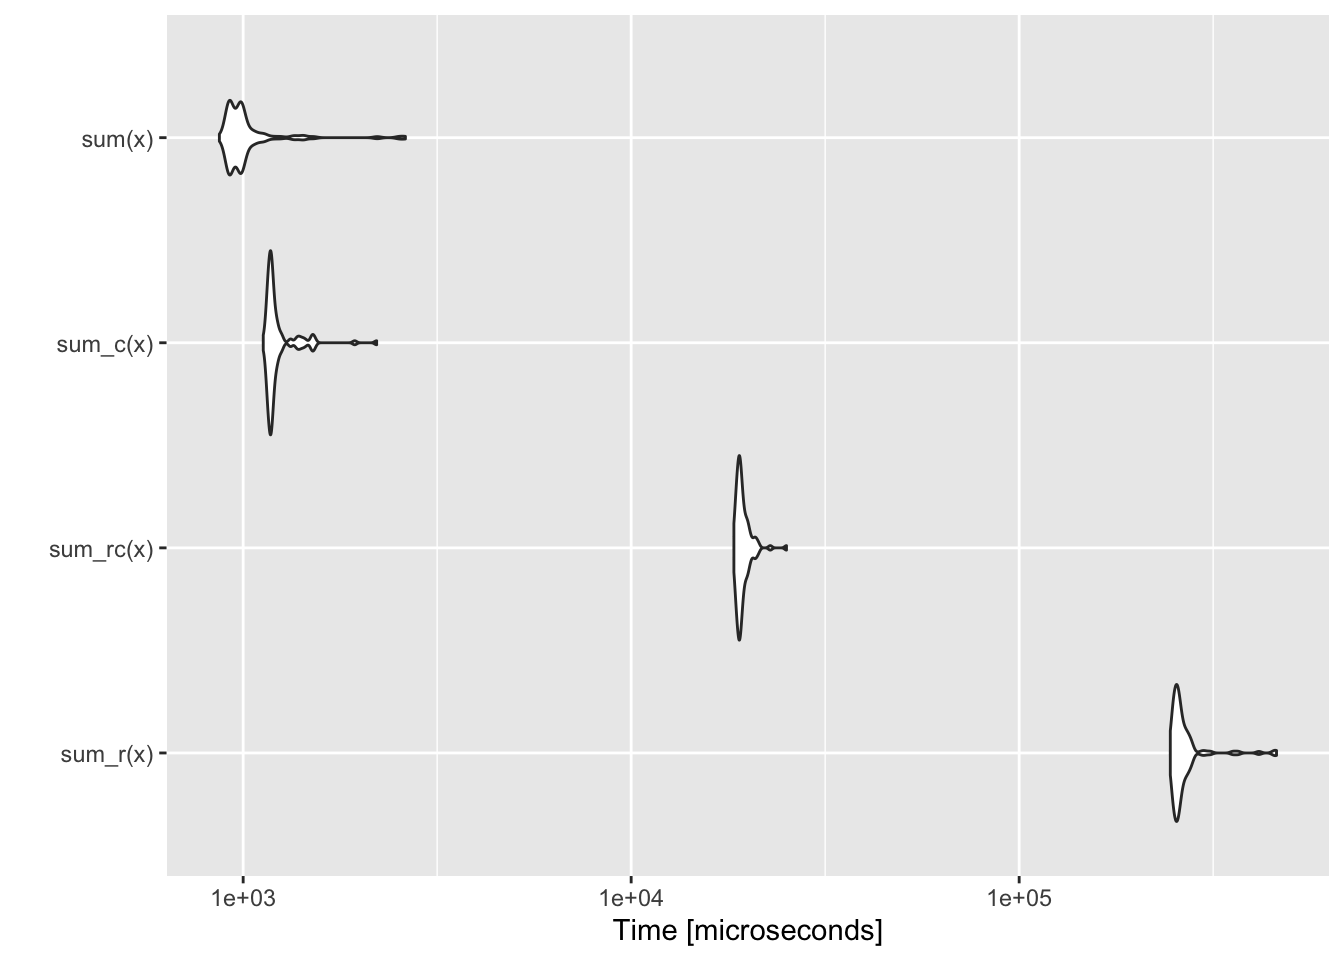 sum(x)
sum_c(x)
sum_rc(x)
sum_r(x)
1e+03 1e+04 1e+05
Time [microseconds]